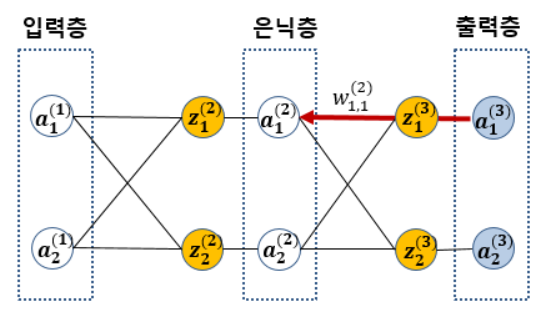 입력층 은닉층 출력층
w_{1,1}^{(2)}
a_1^{(1)} z_1^{(2)} a_1^{(2)} z_1^{(3)} a_1^{(3)}
a_2^{(1)} z_2^{(2)} a_2^{(2)} z_2^{(3)} a_2^{(3)}